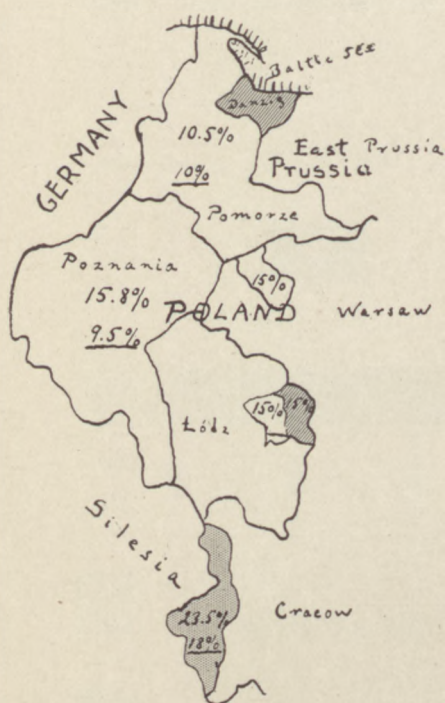 Baltic SEA
Danzig
GERMANY
10.5%
10%
East Prussia
Prussia
Pomorze
Poznania
15.8%
9.5%
15%
POLAND
Warsaw
15%
15%
Łódz
Silesia
23.5%
18%
Cracow